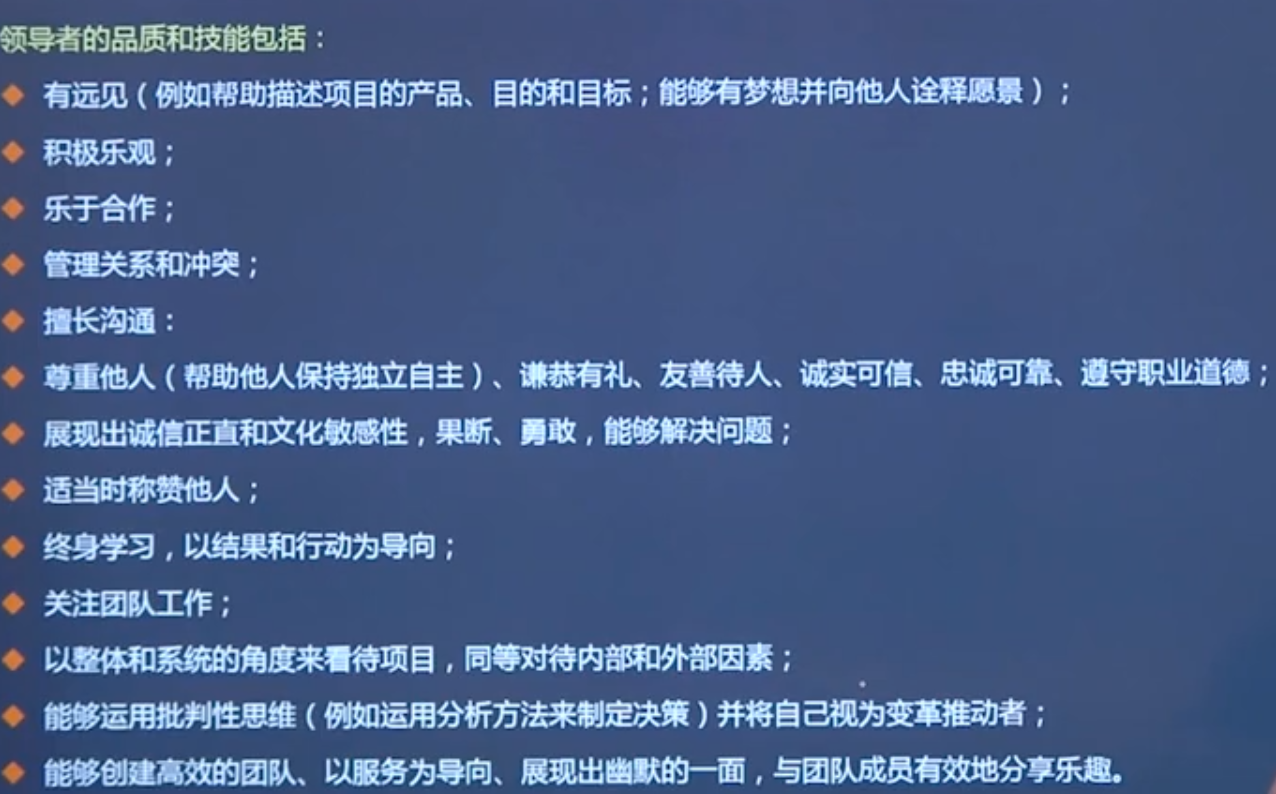 领导者的品质和技能包括：
◆ 有远见（例如帮助描述项目的产品、目的和目标；能够有梦想并向他人诠释愿景）；
◆ 积极乐观；
◆ 乐于合作；
◆ 管理关系和冲突；
◆ 擅长沟通：
◆ 尊重他人（帮助他人保持独立自主）、谦恭有礼、友善待人、诚实可信、忠诚可靠、遵守职业道德；
◆ 展现出诚信正直和文化敏感性，果断、勇敢，能够解决问题；
◆ 适当时称赞他人；
◆ 终身学习，以结果和行动为导向；
◆ 关注团队工作；
◆ 以整体和系统的角度来看待项目，同等对待内部和外部因素；
◆ 能够运用批判性思维（例如运用分析方法来制定决策）并将自己视为变革推动者；
◆ 能够创建高效的团队、以服务为导向、展现出幽默的一面，与团队成员有效地分享乐趣。